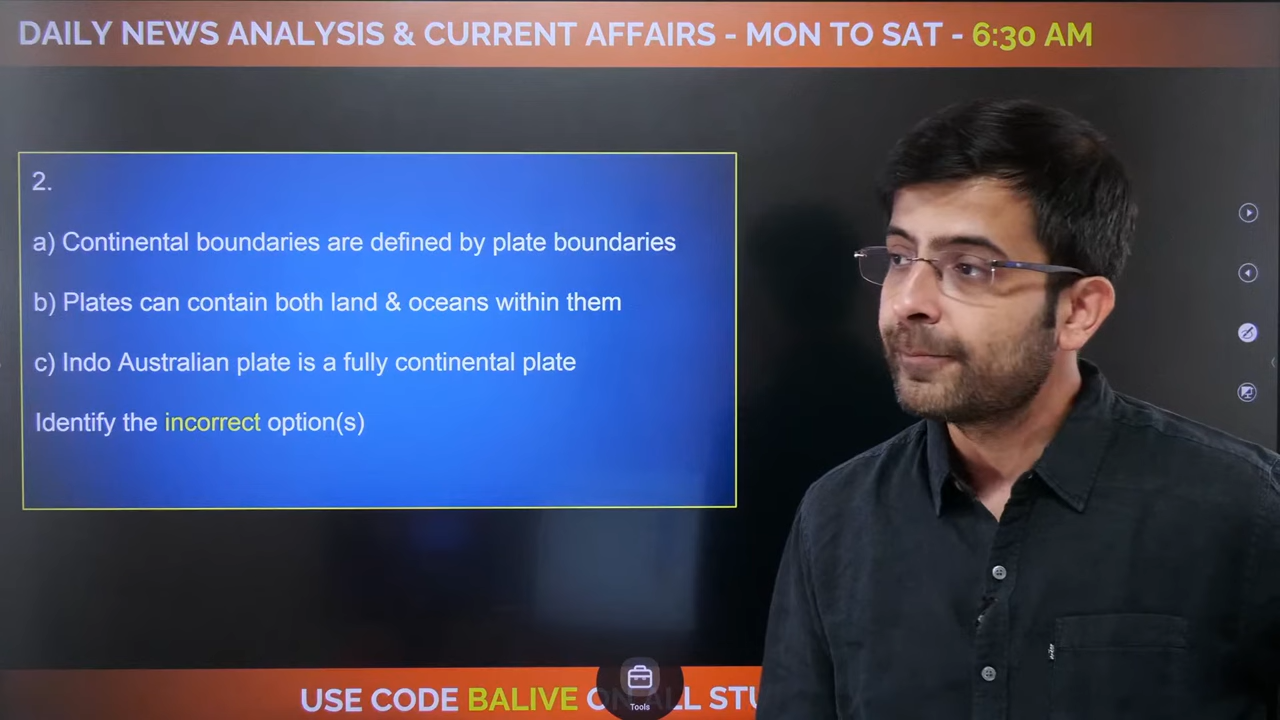 DAILY NEWS ANALYSIS & CURRENT AFFAIRS - MON TO SAT - 6:30 AM
2.
a) Continental boundaries are defined by plate boundaries
b) Plates can contain both land & oceans within them
c) Indo Australian plate is a fully continental plate
Identify the incorrect option(s)
USE CODE BALIVE ON ALL
Tools